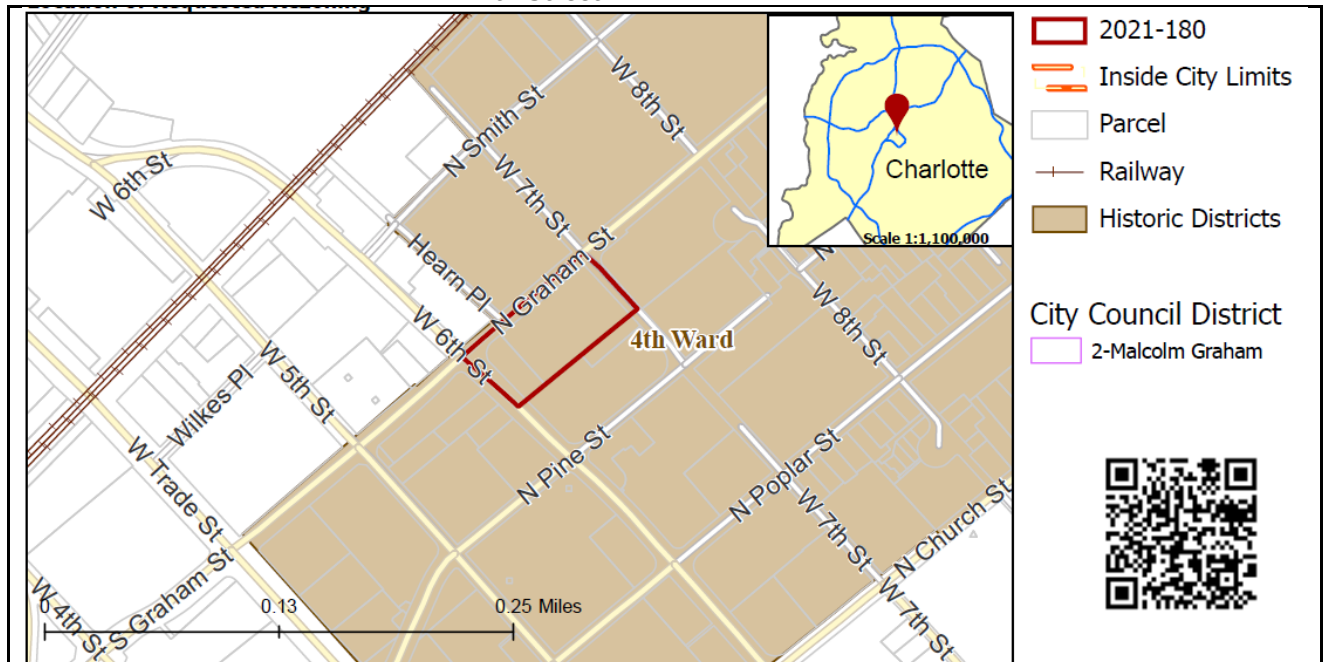 W 8th St
N Smith St
W 7th St
W 6th St
Hearn Pl
N Graham St
W 6th St
4th Ward
W 8th St
W 5th St
Wilkes Pl
W Trade St
N Pine St
N Poplar St
W 7th St
N Church St
W 7th St
S Graham St
W 4th St
0
0.13
0.25 Miles
Charlotte
Scale 1:1,100,000
2021-180
Inside City Limits
Parcel
Railway
Historic Districts
City Council District
2-Malcolm Graham